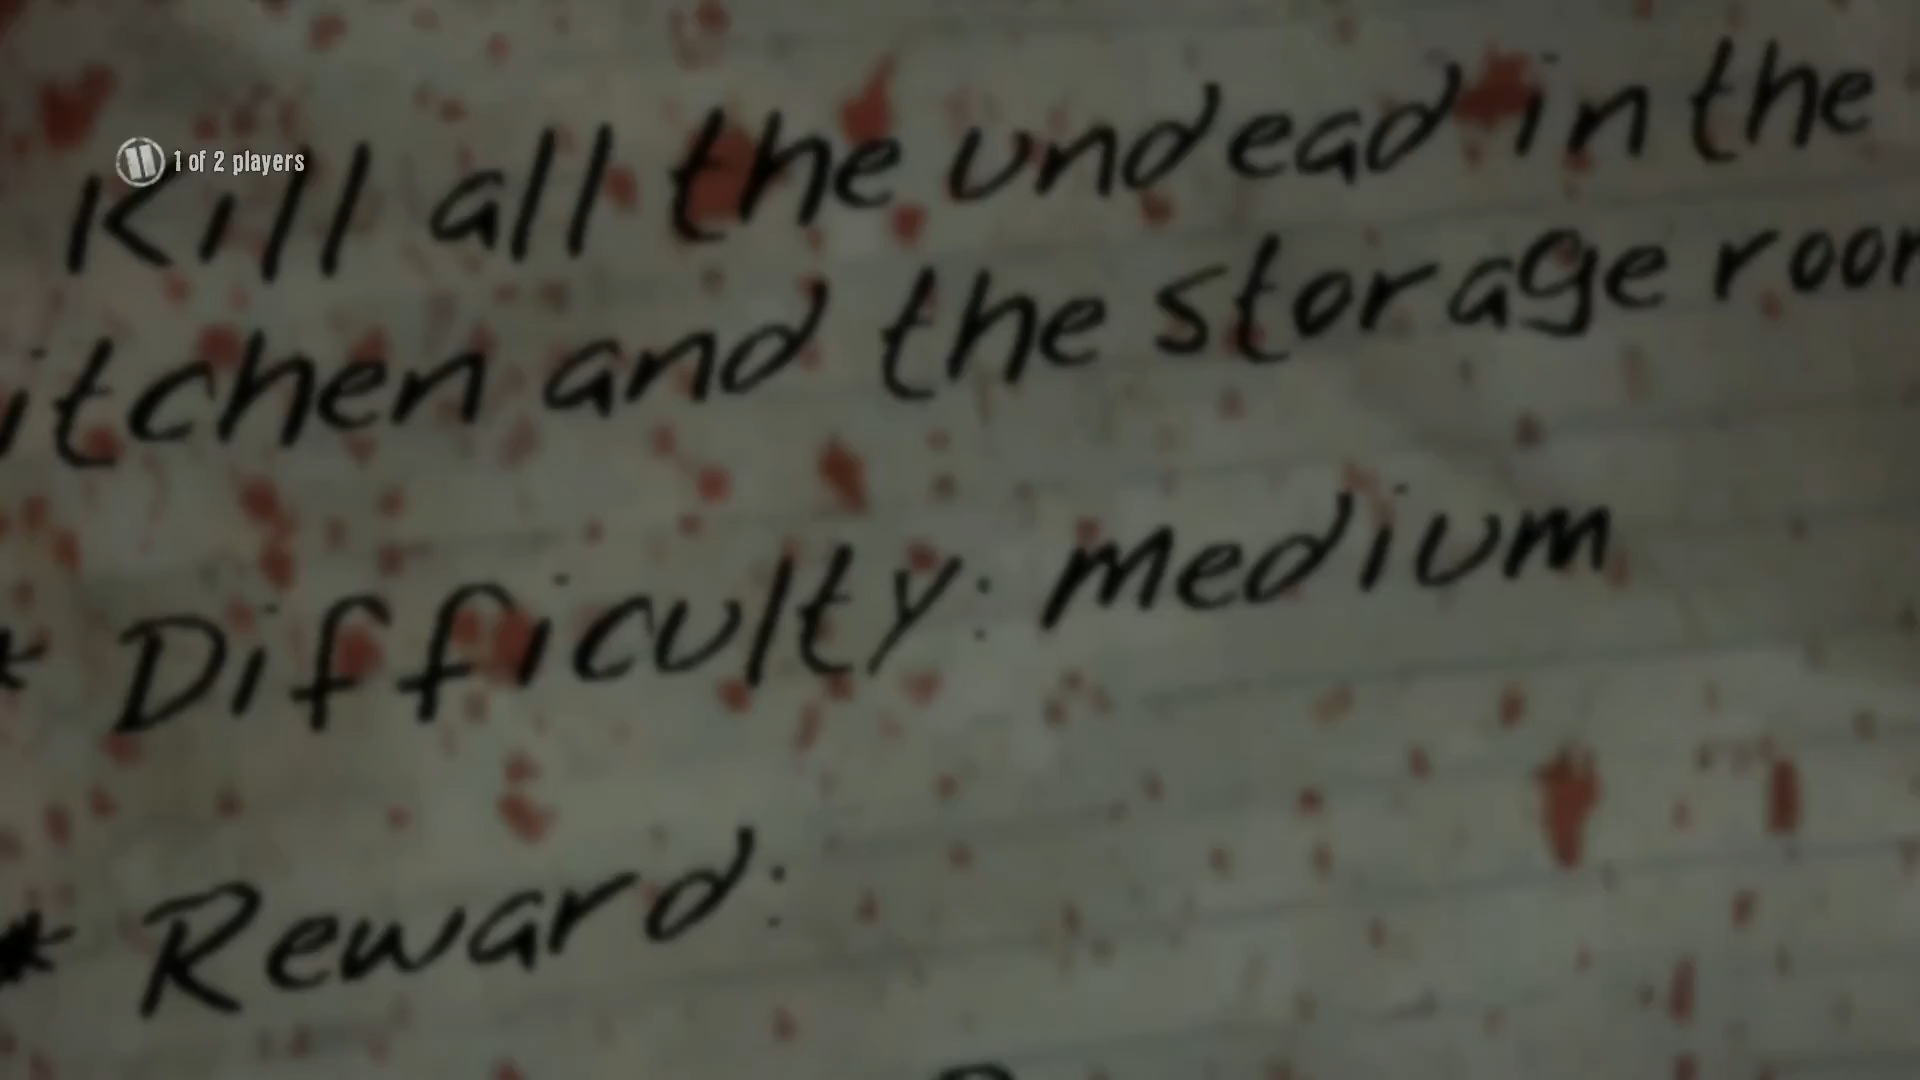 1 of 2 players
Kill all the undead in the
itchen and the storage roo
* Difficulty: medium
* Reward: